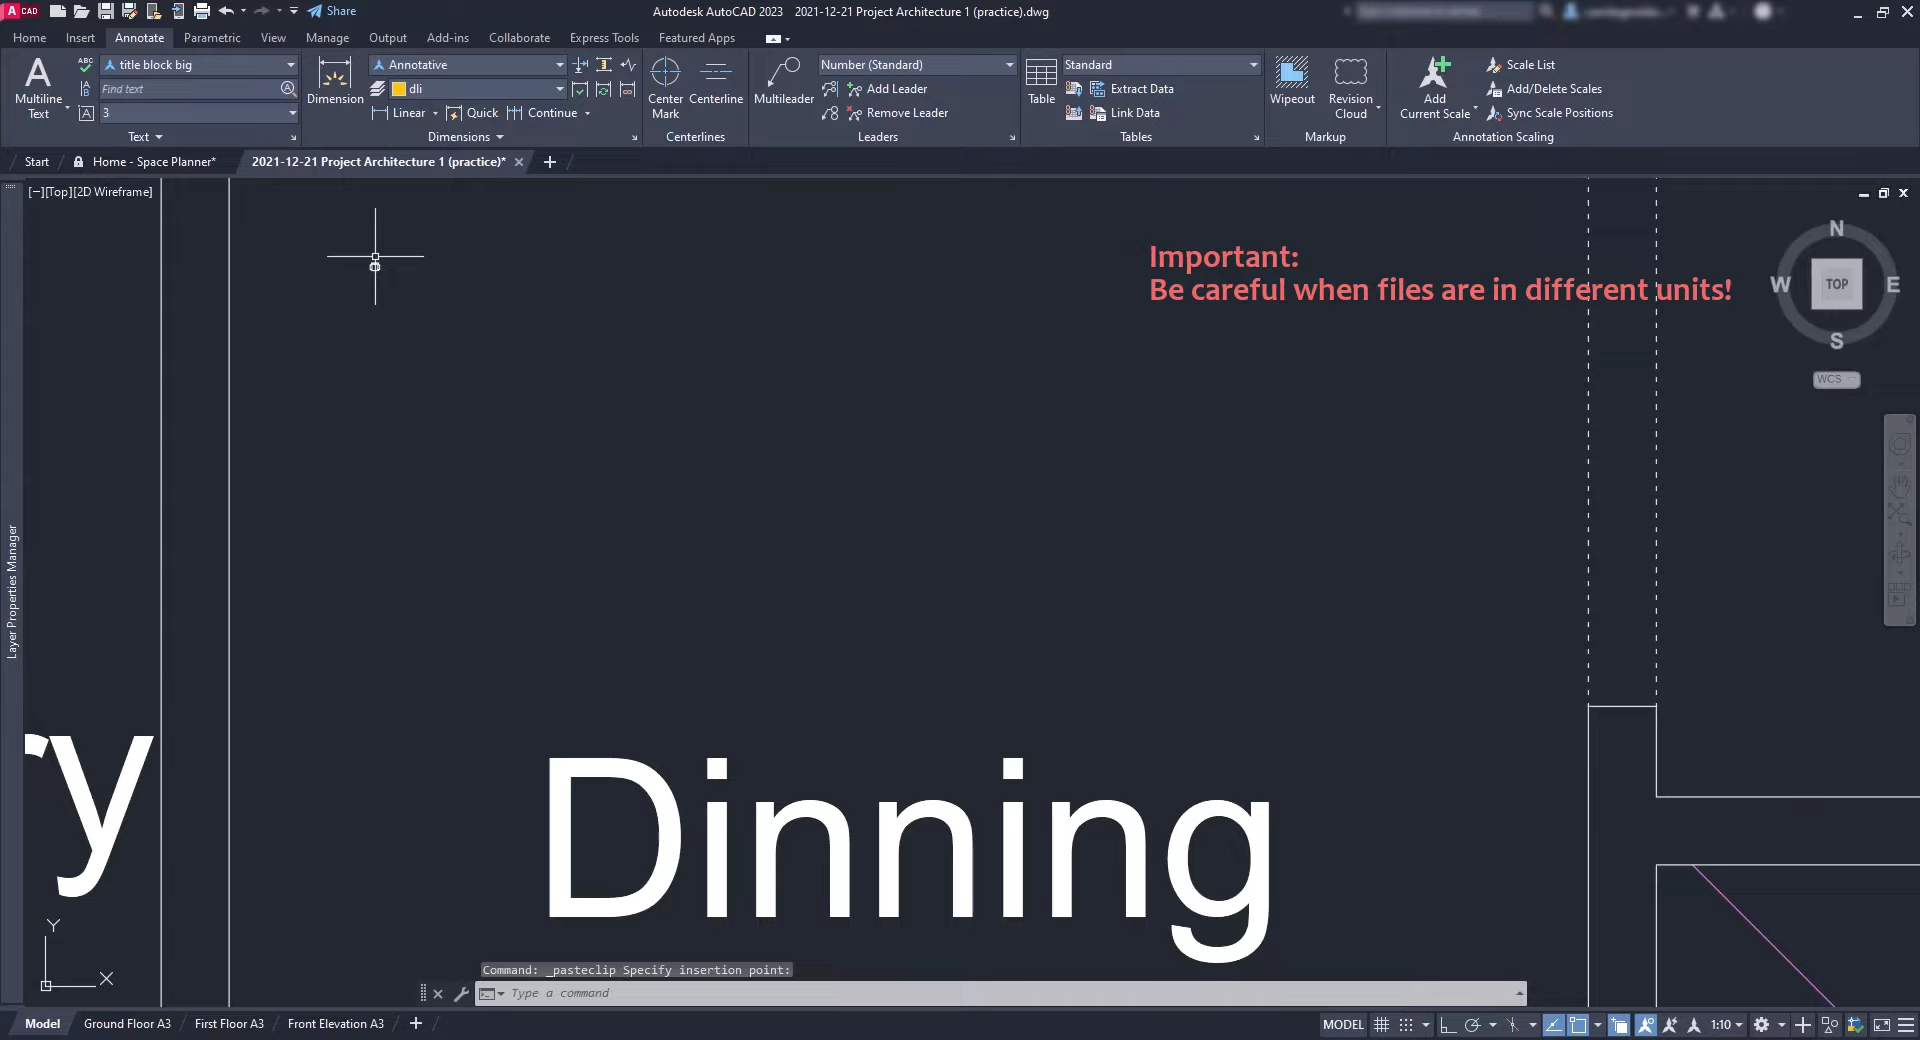 A CAD
Share
Autodesk AutoCAD 2023 2021-12-21 Project Architecture 1 (practice).dwg
Home Insert Annotate Parametric View Manage Output Add-ins Collaborate Express Tools Featured Apps
A title block big
Multiline Text
Find text
3
Text
Dimension
Annotative
dli
Linear Quick Continue
Dimensions
Center Mark
Centerline
Centerlines
Multileader
Number (Standard)
Add Leader
Remove Leader
Leaders
Table
Standard
Extract Data
Link Data
Tables
Wipeout
Revision Cloud
Markup
Add Current Scale
Scale List
Add/Delete Scales
Sync Scale Positions
Annotation Scaling
Start Home - Space Planner* 2021-12-21 Project Architecture 1 (practice)*
[−][Top][2D Wireframe]
Important:
Be careful when files are in different units!
N
W TOP E
S
WCS
Layer Properties Manager
ry
Dinning
Y
X
Command: _pasteclip Specify insertion point:
Type a command
Model Ground Floor A3 First Floor A3 Front Elevation A3
MODEL 1:10